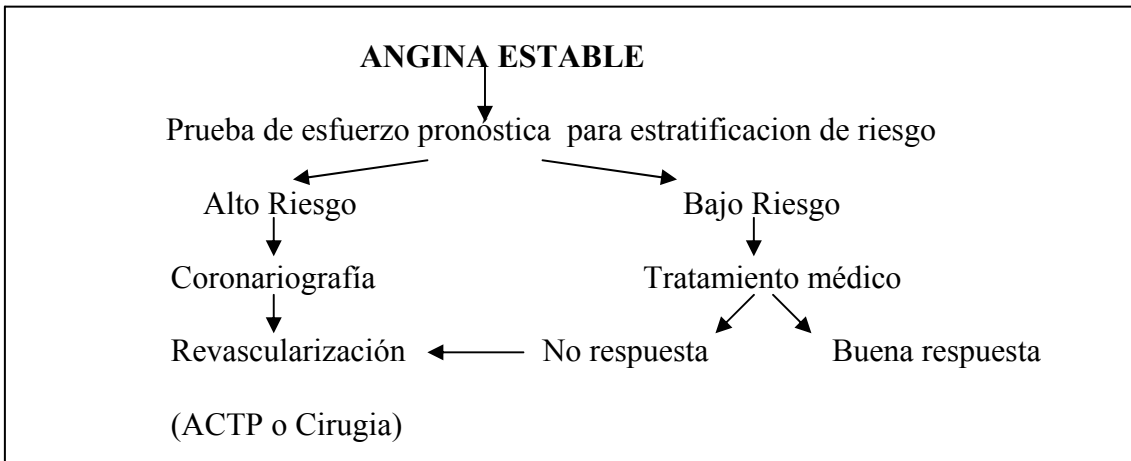 ANGINA ESTABLE
Prueba de esfuerzo pronóstica para estratificacion de riesgo
Alto Riesgo Bajo Riesgo
Coronariografía Tratamiento médico
Revascularización No respuesta Buena respuesta
(ACTP o Cirugia)